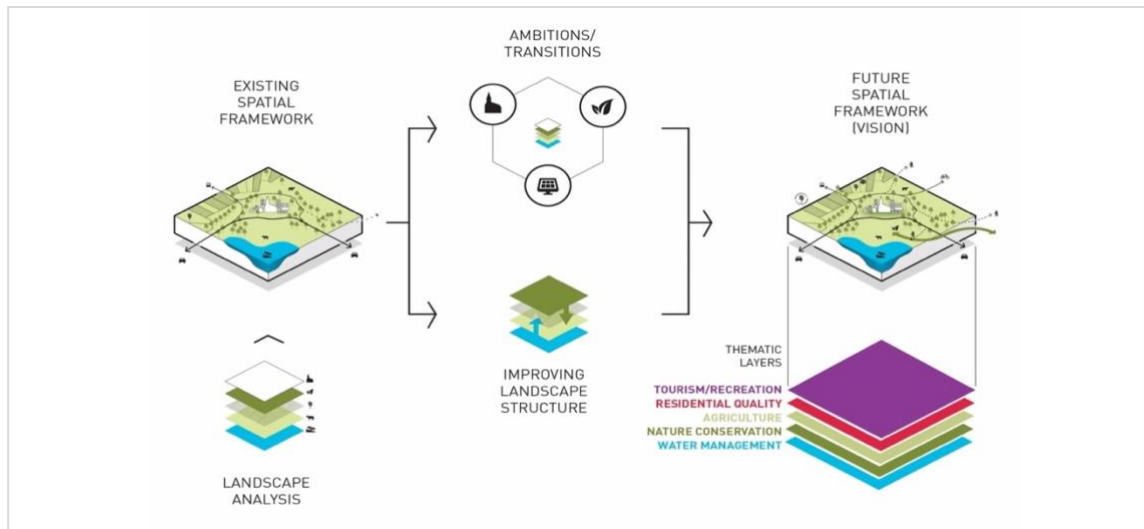 EXISTING
SPATIAL
FRAMEWORK
LANDSCAPE
ANALYSIS
AMBITIONS/
TRANSITIONS
IMPROVING
LANDSCAPE
STRUCTURE
FUTURE
SPATIAL
FRAMEWORK
(VISION)
THEMATIC
LAYERS
TOURISM/RECREATION
RESIDENTIAL QUALITY
AGRICULTURE
NATURE CONSERVATION
WATER MANAGEMENT